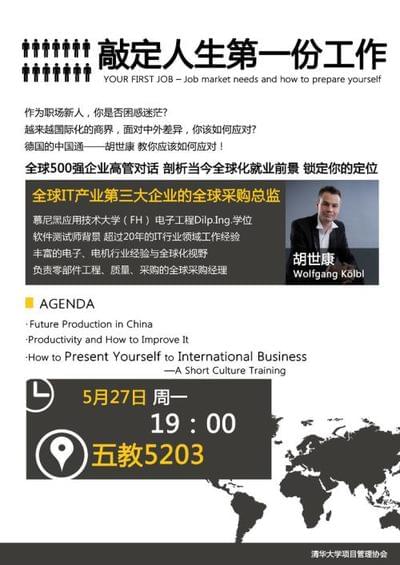 敲定人生第一份工作
YOUR FIRST JOB – Job market needs and how to prepare yourself
作为职场新人，你是否困惑迷茫?
越来越国际化的商界，面对中外差异，你该如何应对?
德国的中国通——胡世康 教你应该如何应对！
全球500强企业高管对话 剖析当今全球化就业前景 锁定你的定位
全球IT产业第三大企业的全球采购总监
慕尼黑应用技术大学（FH）电子工程Dilp.Ing.学位
软件测试师背景 超过20年的IT行业领域工作经验
丰富的电子、电机行业经验与全球化视野
负责零部件工程、质量、采购的全球采购经理
胡世康
Wolfgang Kölbl
AGENDA
·Future Production in China
·Productivity and How to Improve It
·How to Present Yourself to International Business
—A Short Culture Training
5月27日 周一
19：00
五教5203
清华大学项目管理协会